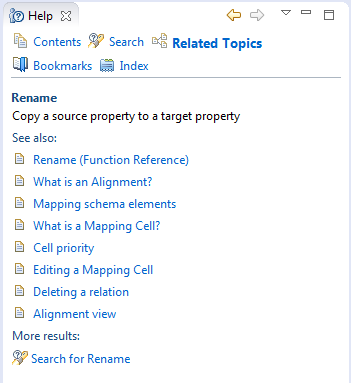 Help
Contents Search Related Topics
Bookmarks Index
Rename
Copy a source property to a target property
See also:
Rename (Function Reference)
What is an Alignment?
Mapping schema elements
What is a Mapping Cell?
Cell priority
Editing a Mapping Cell
Deleting a relation
Alignment view
More results:
Search for Rename